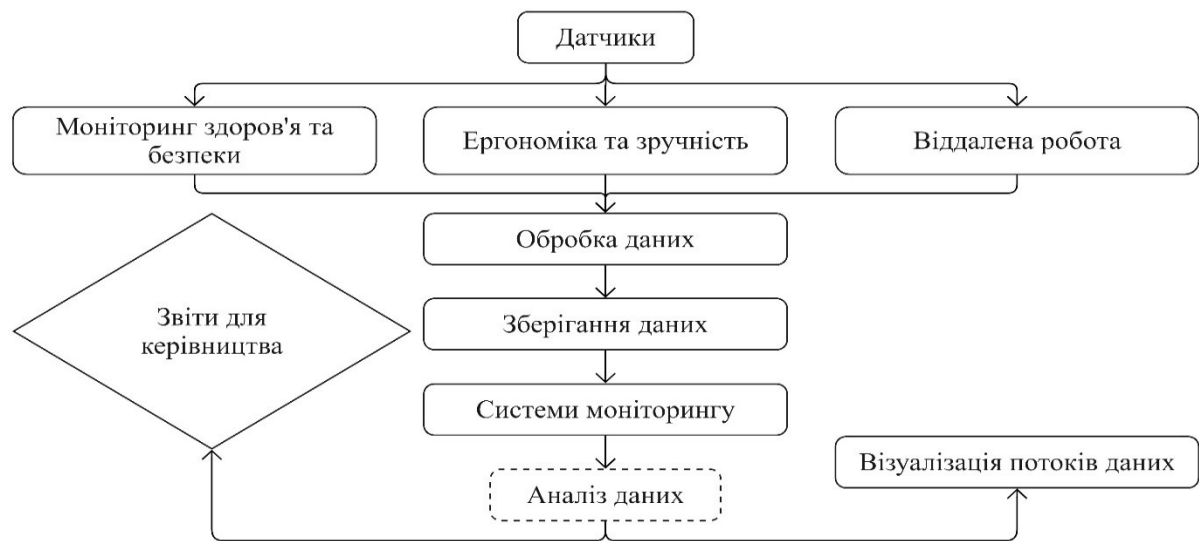 Датчики
Моніторинг здоров'я та
безпеки
Ергономіка та зручність
Віддалена робота
Обробка даних
Звіти для
керівництва
Зберігання даних
Системи моніторингу
Візуалізація потоків даних
Аналіз даних